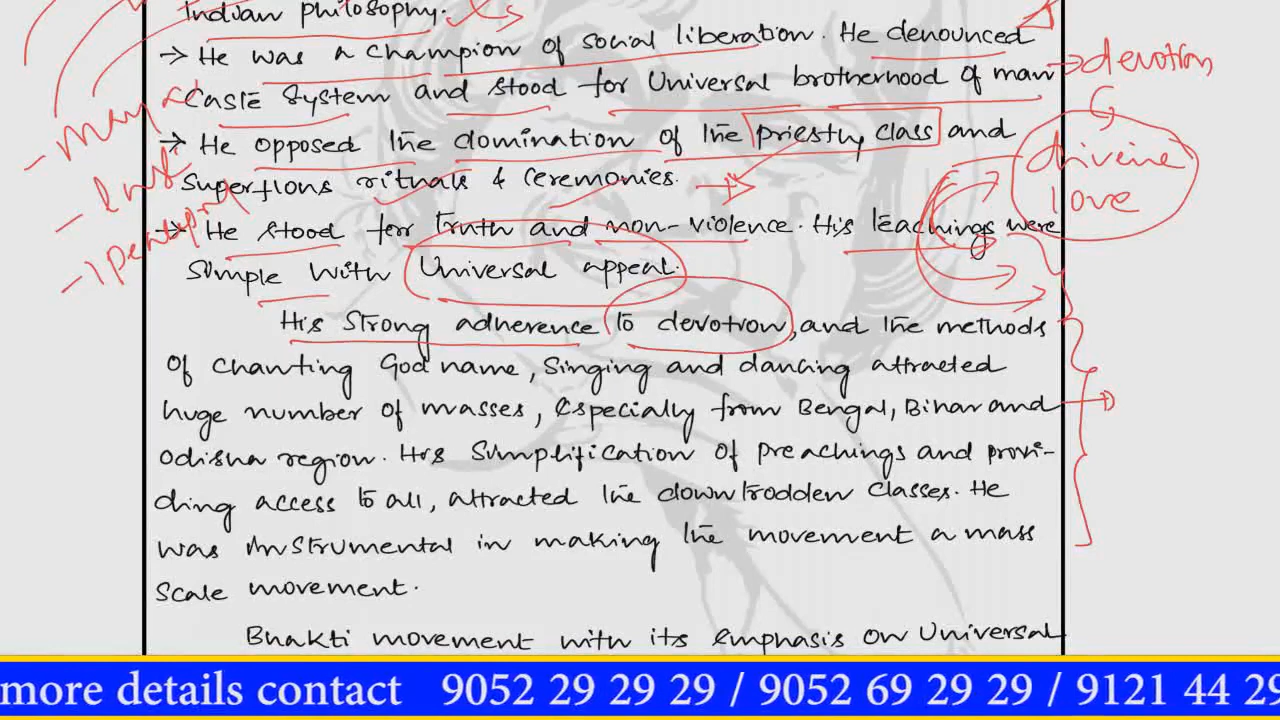 Indian philosophy.
→ He was a champion of social liberation. He denounced
Caste System and stood for Universal brotherhood of man
→ devotion
→ He opposed the domination of the priestly class and
Superfions rituals & ceremonies.
diveine
love
→ He stood for truth and non-violence. His teachings were
Simple with Universal appeal.
His strong adherence to devotion, and the methods
of chanting God name, Singing and dancing attracted
huge number of masses, Especially from Bengal, Bihar and
Odisha region. His Simplification of preachings and provi-
ding access to all, attracted the downtrodden classes. He
was instrumental in making the movement a mass
scale movement.
Bhakti movement with its emphasis on Universal
more details contact 9052 29 29 29 / 9052 69 29 29 / 9121 44 29